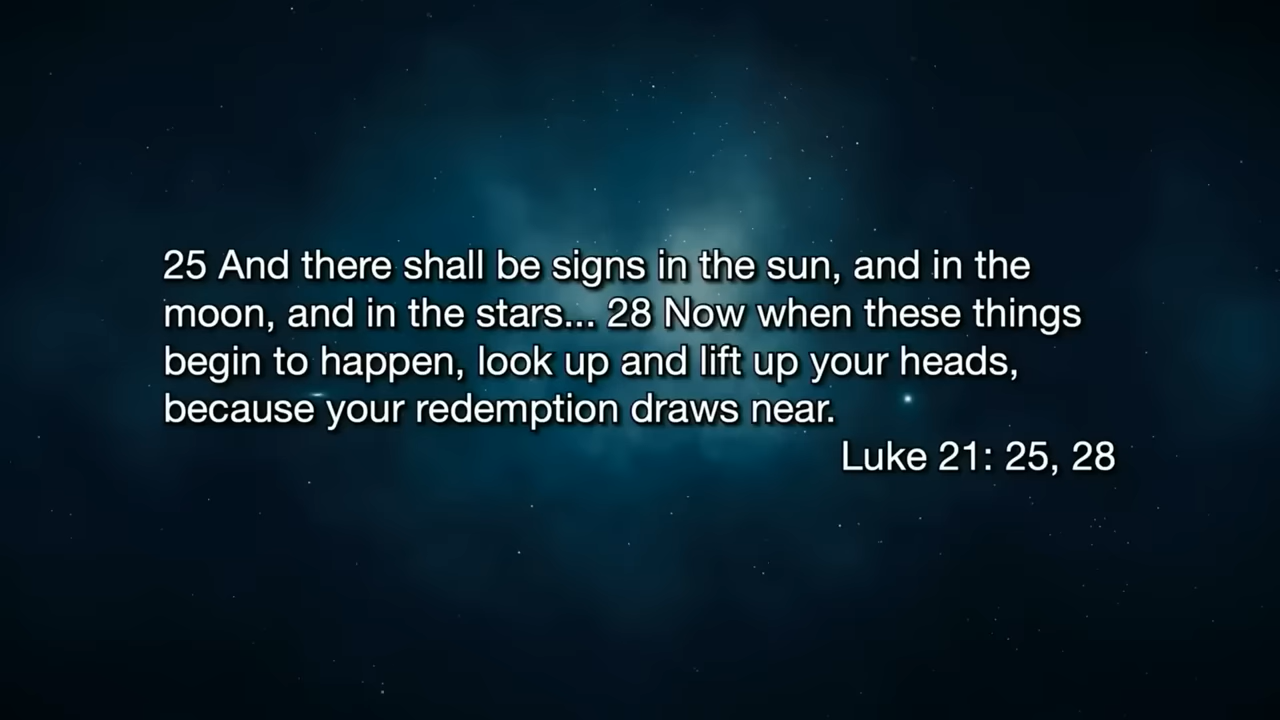 25 And there shall be signs in the sun, and in the
moon, and in the stars... 28 Now when these things
begin to happen, look up and lift up your heads,
because your redemption draws near.
Luke 21: 25, 28